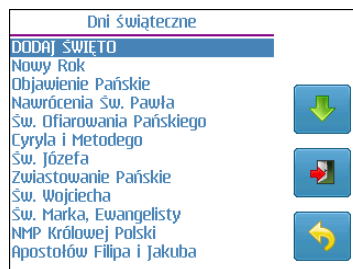 Dni świąteczne
DODAJ ŚWIĘTO
Nowy Rok
Objawienie Pańskie
Nawrócenia Św. Pawła
Św. Ofiarowania Pańskiego
Cyryla i Metodego
Św. Józefa
Zwiastowanie Pańskie
Św. Wojciecha
Św. Marka, Ewangelisty
NMP Królowej Polski
Apostołów Filipa i Jakuba